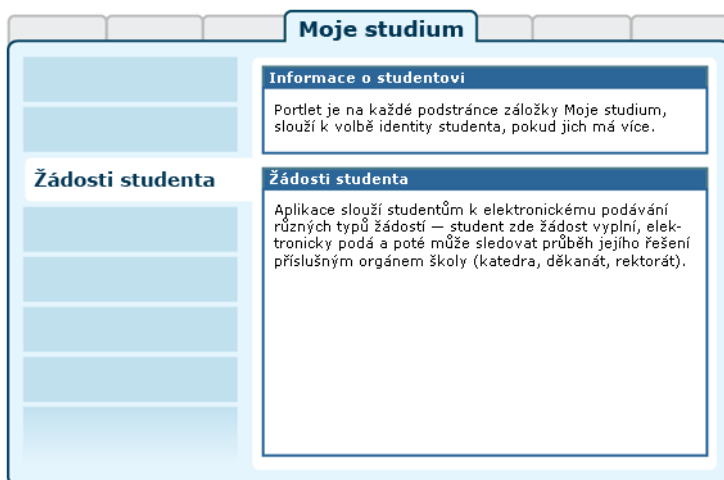 Moje studium
Informace o studentovi
Portlet je na každé podstránce záložky Moje studium,
slouží k volbě identity studenta, pokud jich má více.
Žádosti studenta
Žádosti studenta
Aplikace slouží studentům k elektronickému podávání
různých typů žádostí — student zde žádost vyplní, elek-
tronicky podá a poté může sledovat průběh jejího řešení
příslušným orgánem školy (katedra, děkanát, rektorát).